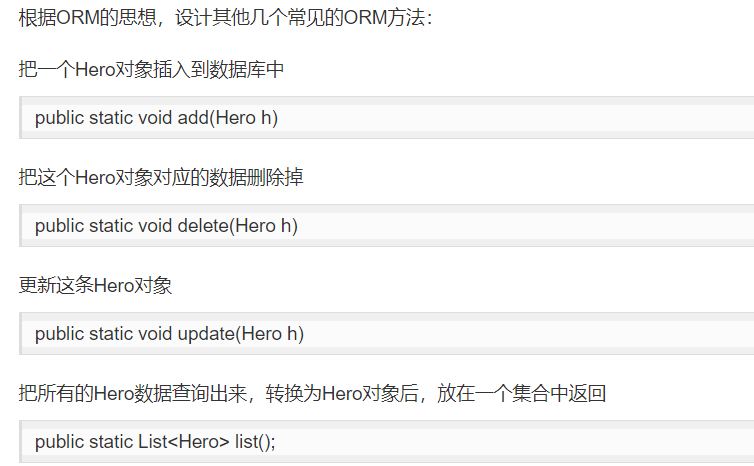 根据ORM的思想，设计其他几个常见的ORM方法：
把一个Hero对象插入到数据库中
public static void add(Hero h)
把这个Hero对象对应的数据删除掉
public static void delete(Hero h)
更新这条Hero对象
public static void update(Hero h)
把所有的Hero数据查询出来，转换为Hero对象后，放在一个集合中返回
public static List<Hero> list();